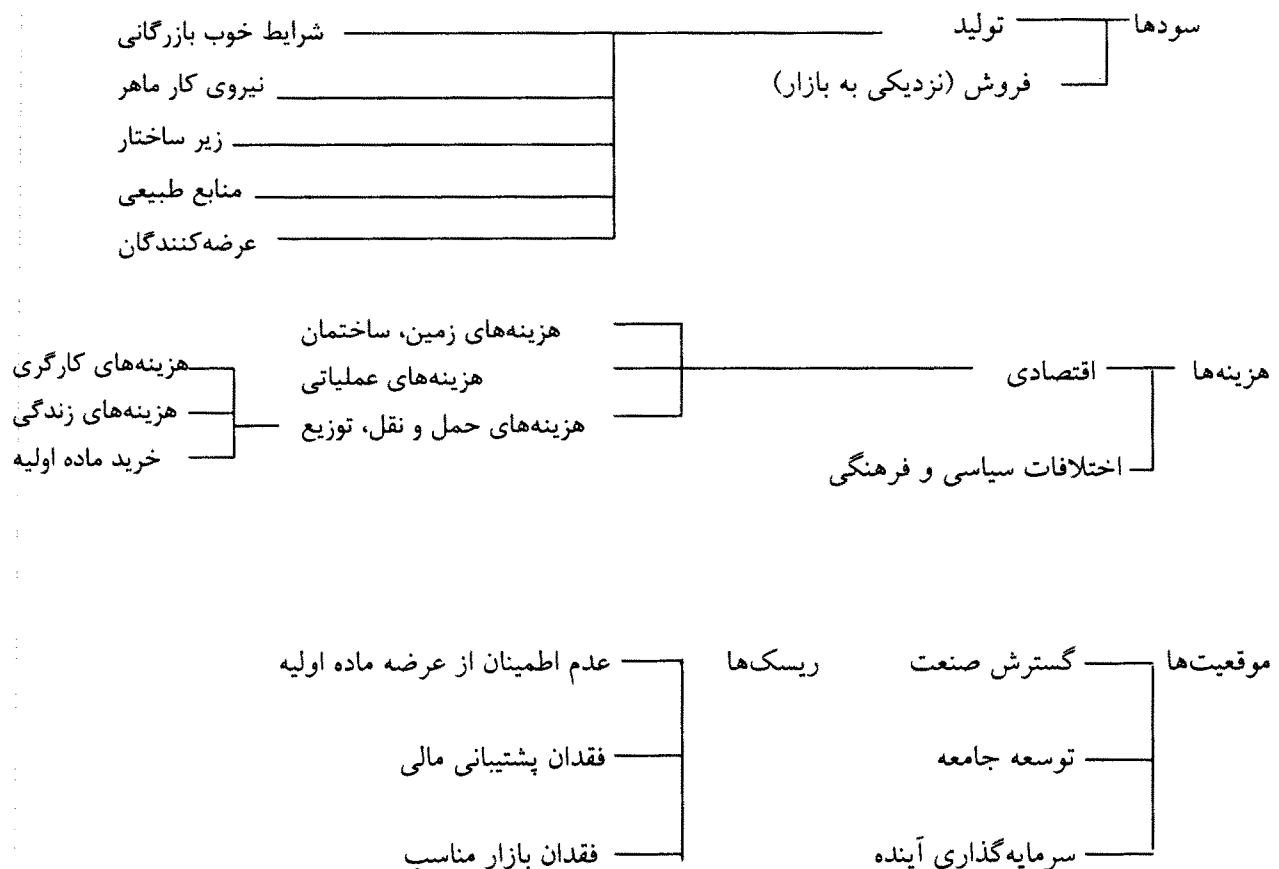 سودها تولید شرایط خوب بازرگانی
فروش (نزدیکی به بازار) نیروی کار ماهر
زیر ساختار
منابع طبیعی
عرضه‌کنندگان
هزینه‌ها اقتصادی هزینه‌های زمین، ساختمان هزینه‌های کارگری
هزینه‌های عملیاتی هزینه‌های زندگی
هزینه‌های حمل و نقل، توزیع خرید ماده اولیه
اختلافات سیاسی و فرهنگی
موقعیت‌ها گسترش صنعت ریسک‌ها عدم اطمینان از عرضه ماده اولیه
توسعه جامعه فقدان پشتیبانی مالی
سرمایه‌گذاری آینده فقدان بازار مناسب